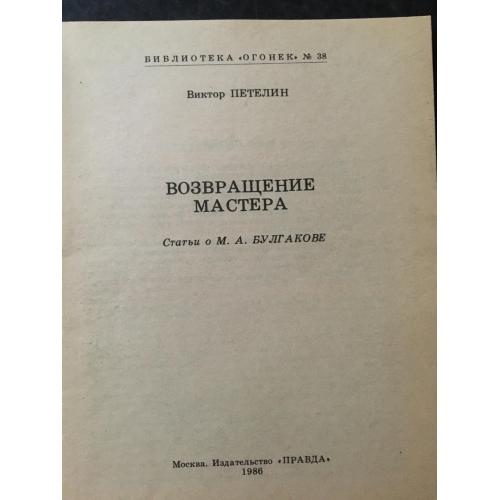 БИБЛИОТЕКА «ОГОНЕК» № 38
Виктор ПЕТЕЛИН
ВОЗВРАЩЕНИЕ
МАСТЕРА
Статьи о М. А. БУЛГАКОВЕ
Москва. Издательство «ПРАВДА»
1986